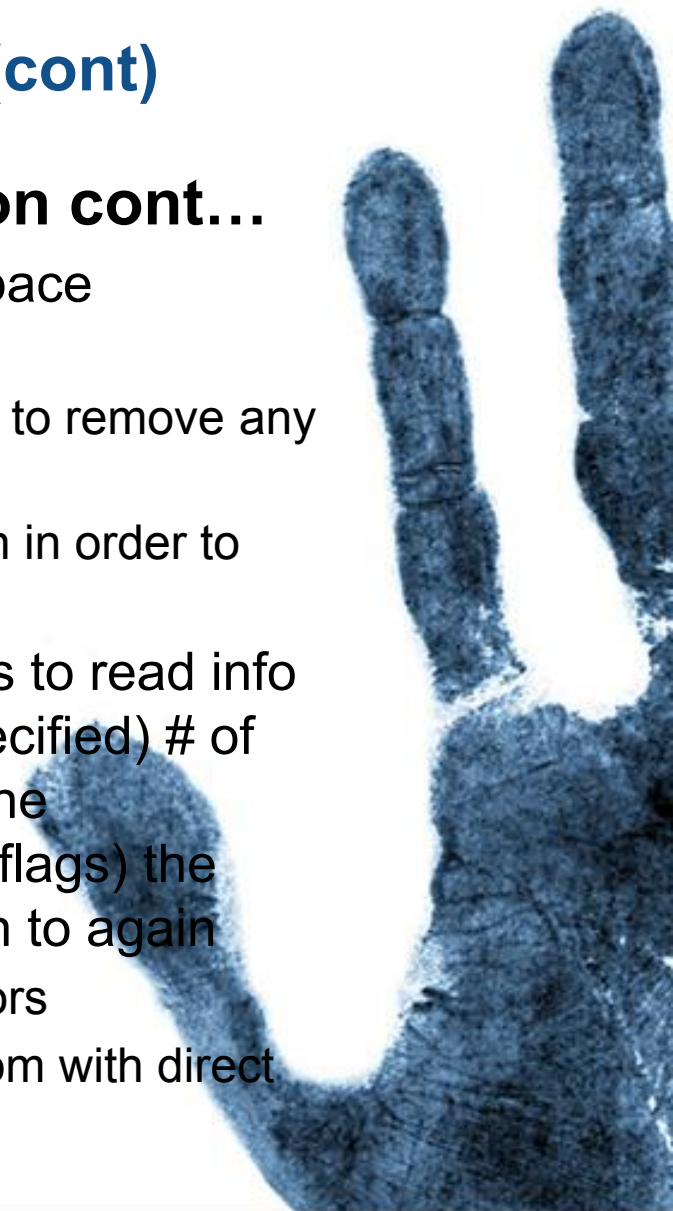 (cont)
on cont…
pace
to remove any
n in order to
s to read info
ecified) # of
ne
flags) the
n to again
ors
om with direct